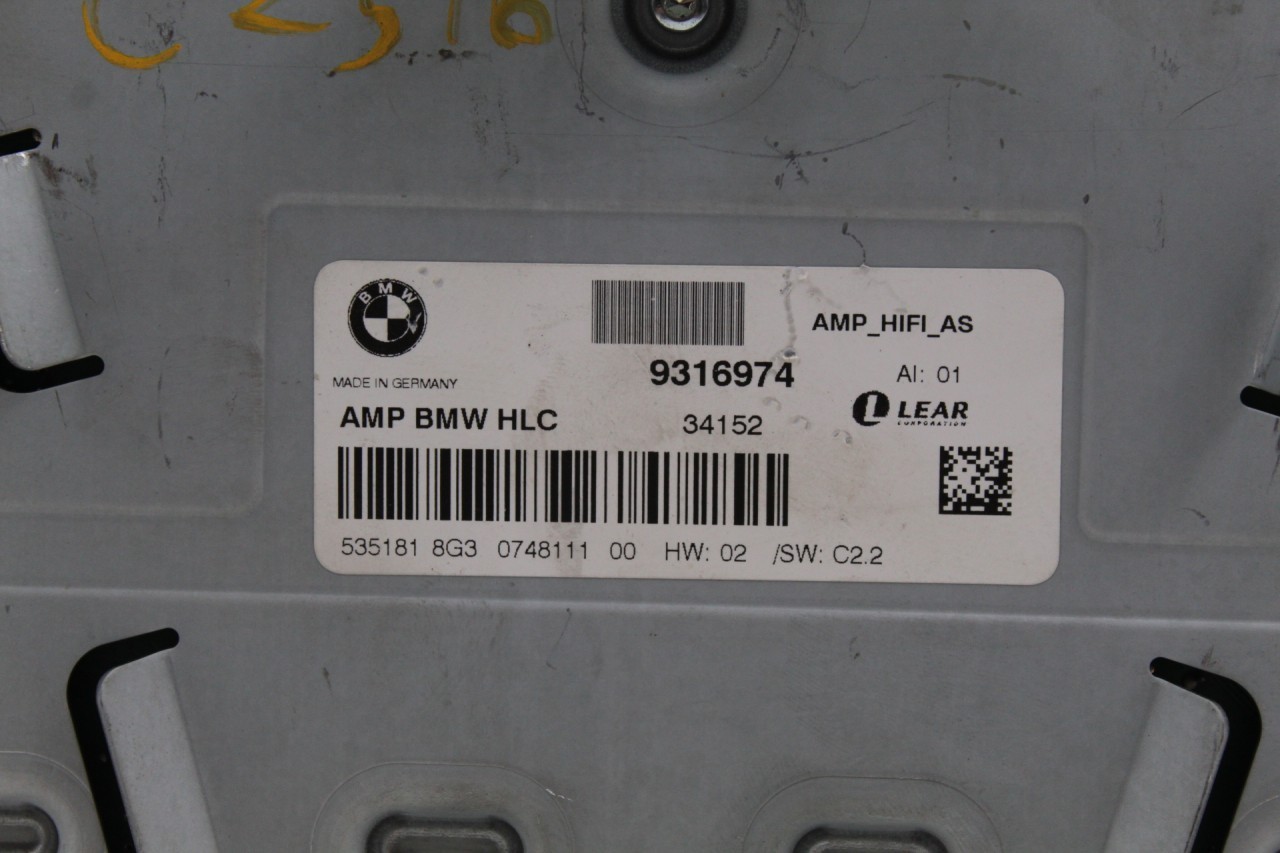 BMW
AMP_HIFI_AS
9316974
AI: 01
MADE IN GERMANY
LEAR
CORPORATION
AMP BMW HLC
34152
535181 8G3 0748111 00 HW: 02 /SW: C2.2